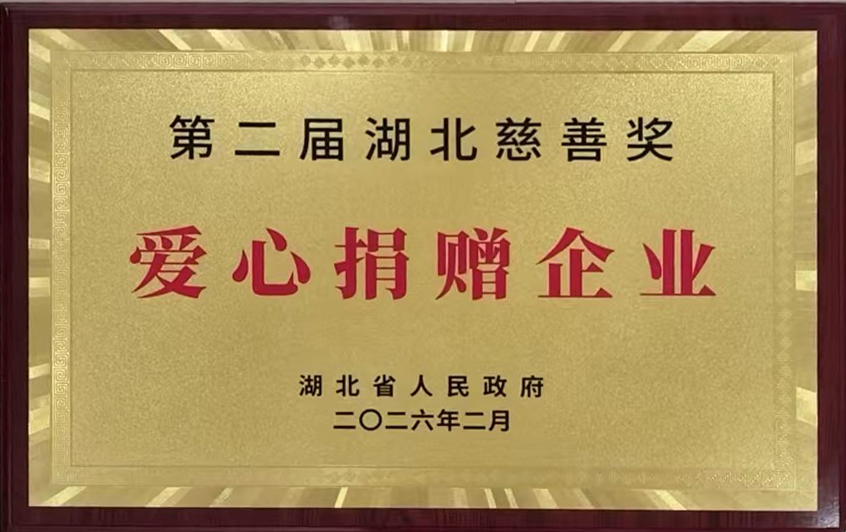 第二届湖北慈善奖
爱心捐赠企业
湖北省人民政府
二〇二六年二月